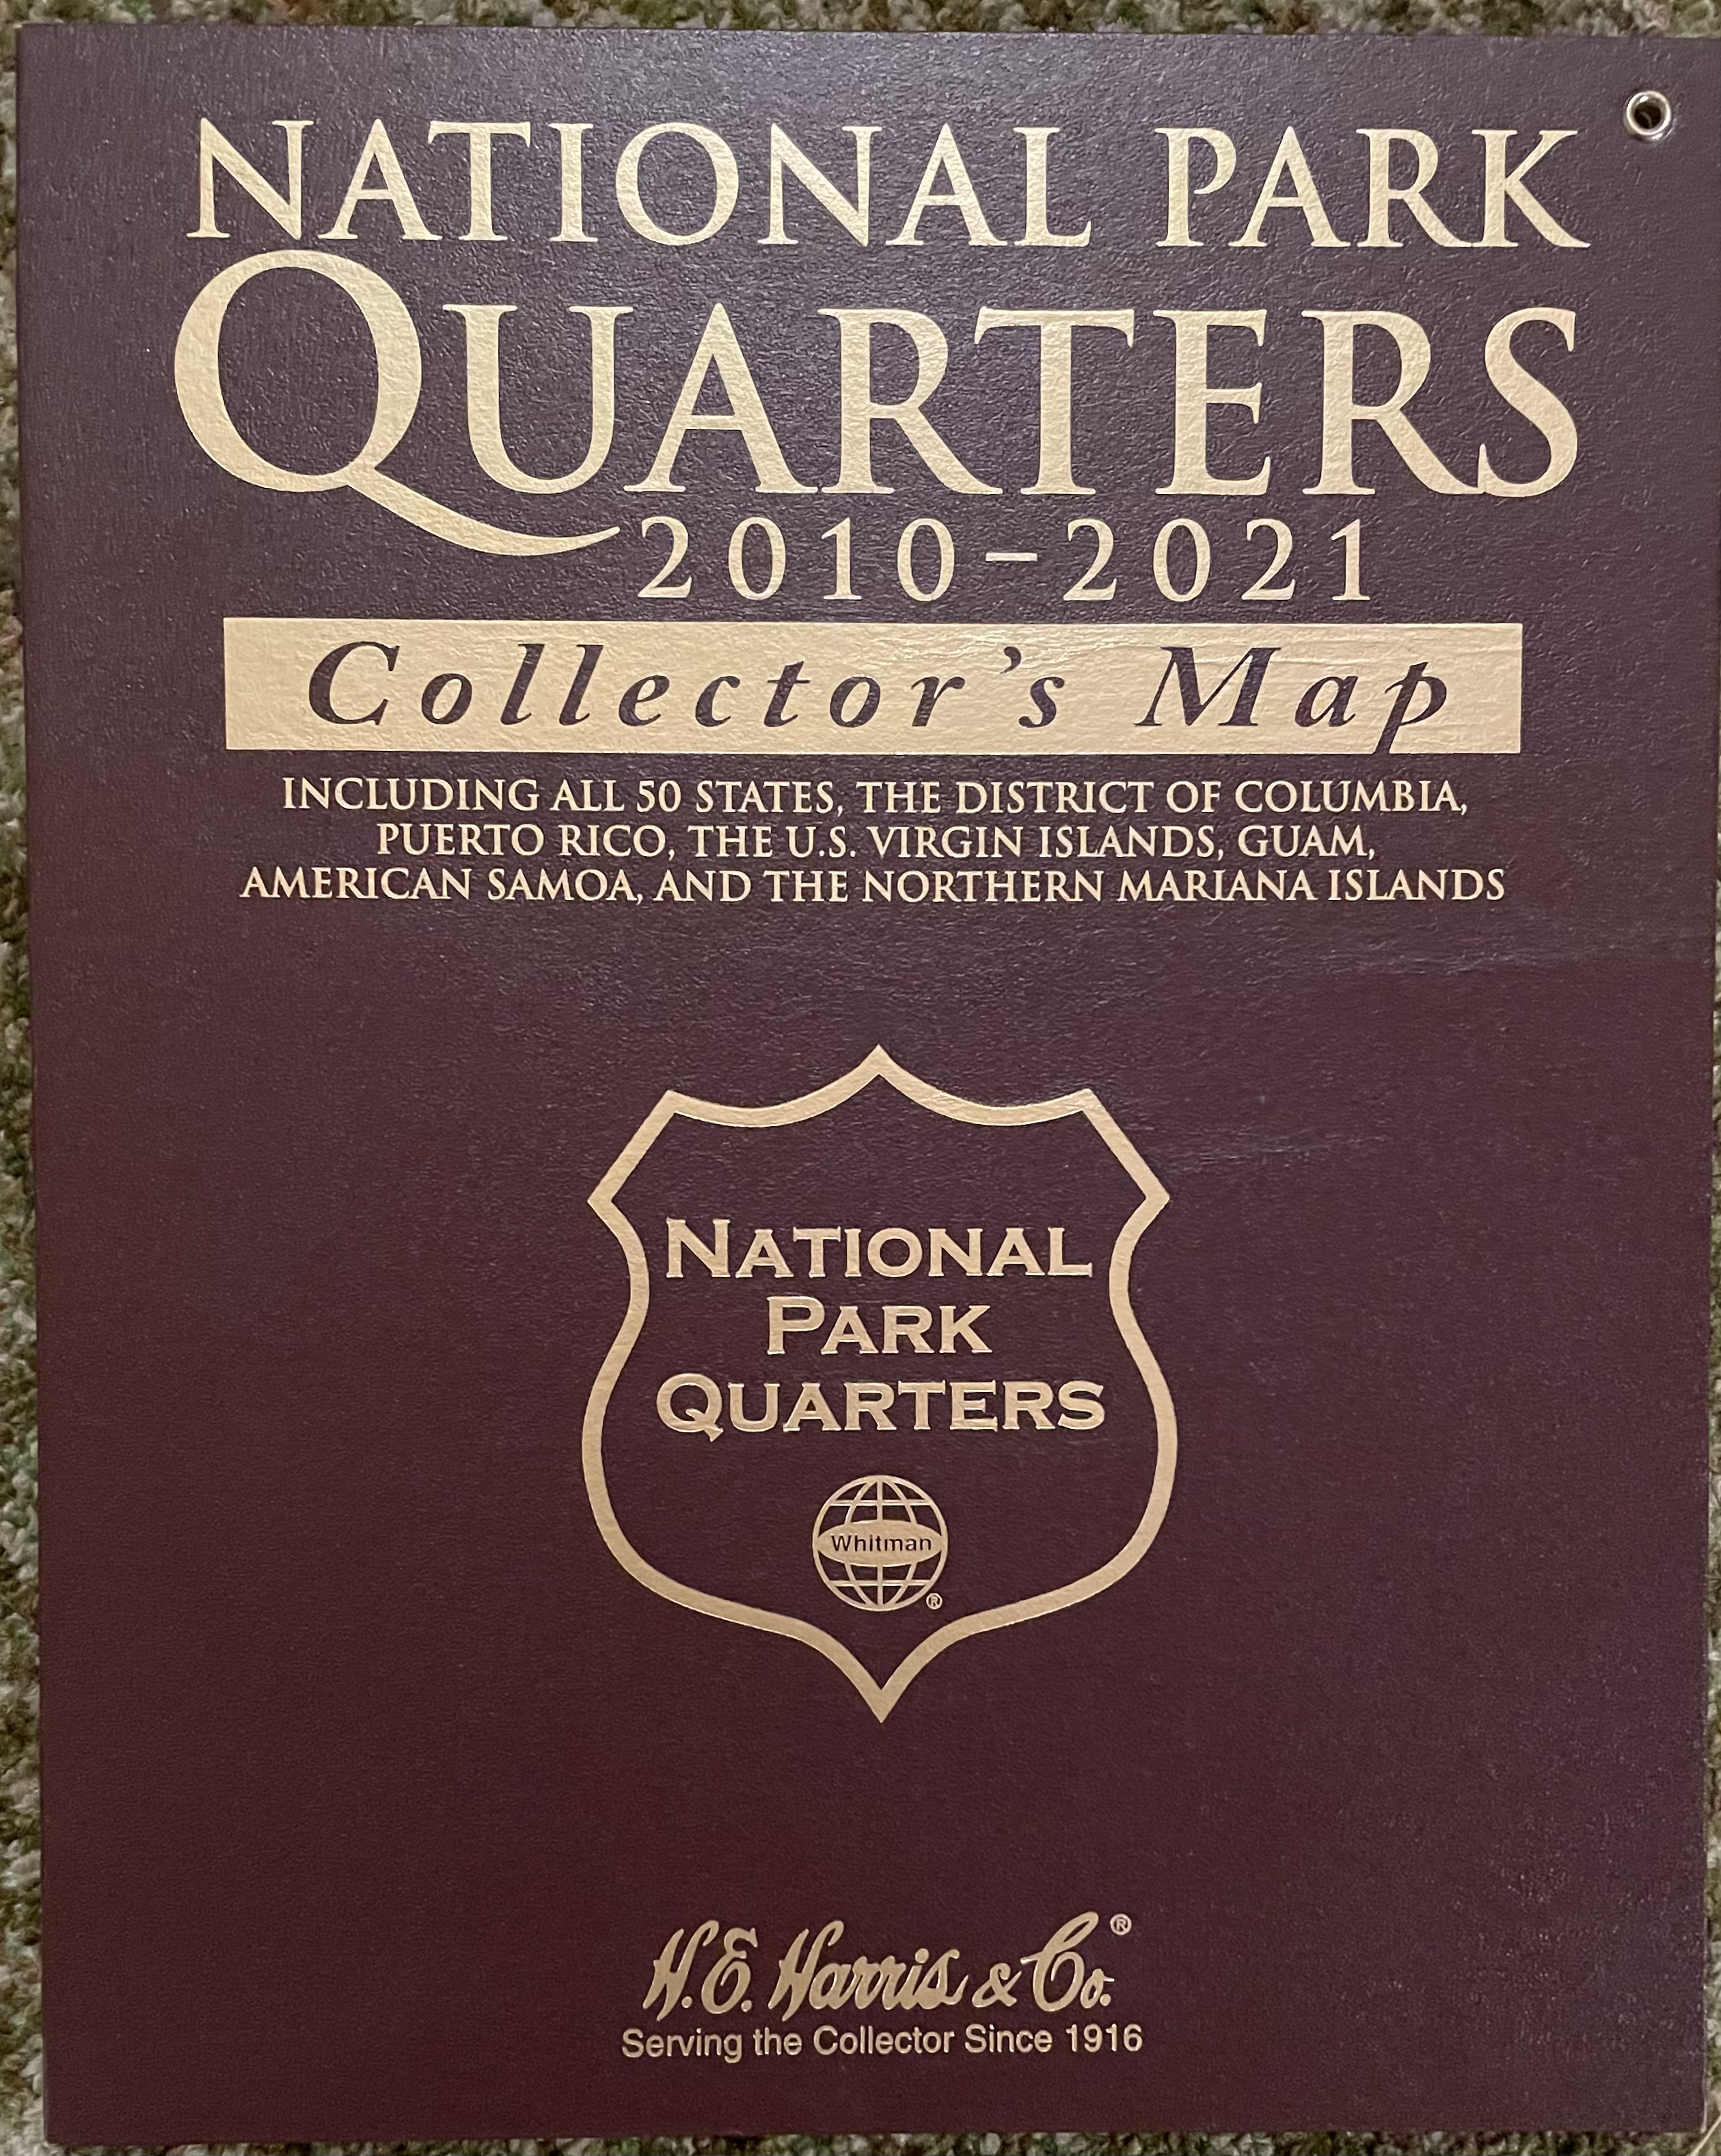 NATIONAL PARK
QUARTERS
2010-2021
Collector's Map
INCLUDING ALL 50 STATES, THE DISTRICT OF COLUMBIA,
PUERTO RICO, THE U.S. VIRGIN ISLANDS, GUAM,
AMERICAN SAMOA, AND THE NORTHERN MARIANA ISLANDS
NATIONAL
PARK
QUARTERS
Whitman
®
H.E. Harris & Co.®
Serving the Collector Since 1916